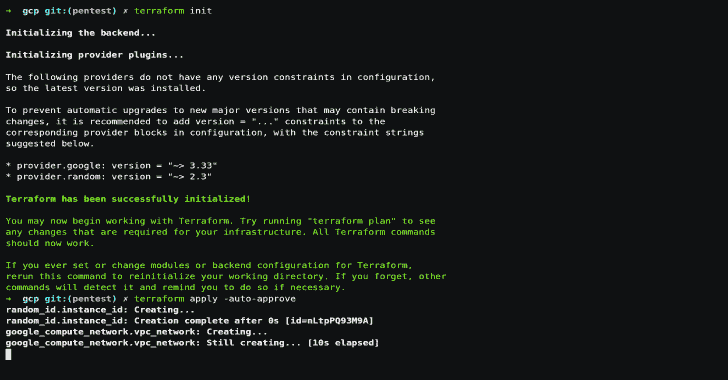 → gcp git:(pentest) ✗ terraform init
Initializing the backend...
Initializing provider plugins...
The following providers do not have any version constraints in configuration,
so the latest version was installed.
To prevent automatic upgrades to new major versions that may contain breaking
changes, it is recommended to add version = "..." constraints to the
corresponding provider blocks in configuration, with the constraint strings
suggested below.
* provider.google: version = "~> 3.33"
* provider.random: version = "~> 2.3"
Terraform has been successfully initialized!
You may now begin working with Terraform. Try running "terraform plan" to see
any changes that are required for your infrastructure. All Terraform commands
should now work.
If you ever set or change modules or backend configuration for Terraform,
rerun this command to reinitialize your working directory. If you forget, other
commands will detect it and remind you to do so if necessary.
→ gcp git:(pentest) ✗ terraform apply -auto-approve
random_id.instance_id: Creating...
random_id.instance_id: Creation complete after 0s [id=nLtpPQ93M9A]
google_compute_network.vpc_network: Creating...
google_compute_network.vpc_network: Still creating... [10s elapsed]